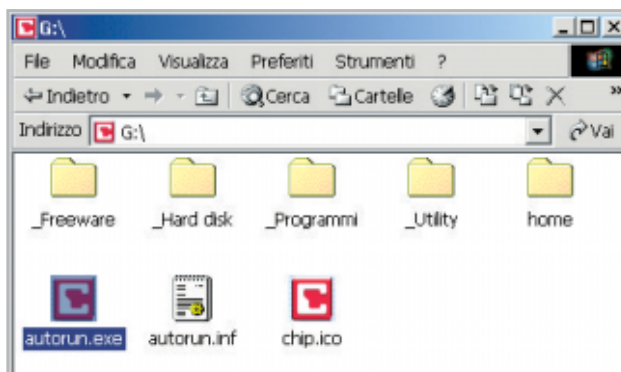 G:\
File Modifica Visualizza Preferiti Strumenti ?
Indietro Cerca Cartelle »
Indirizzo G:\ Vai
_Freeware _Hard disk _Programmi _Utility home
autorun.exe autorun.inf chip.ico